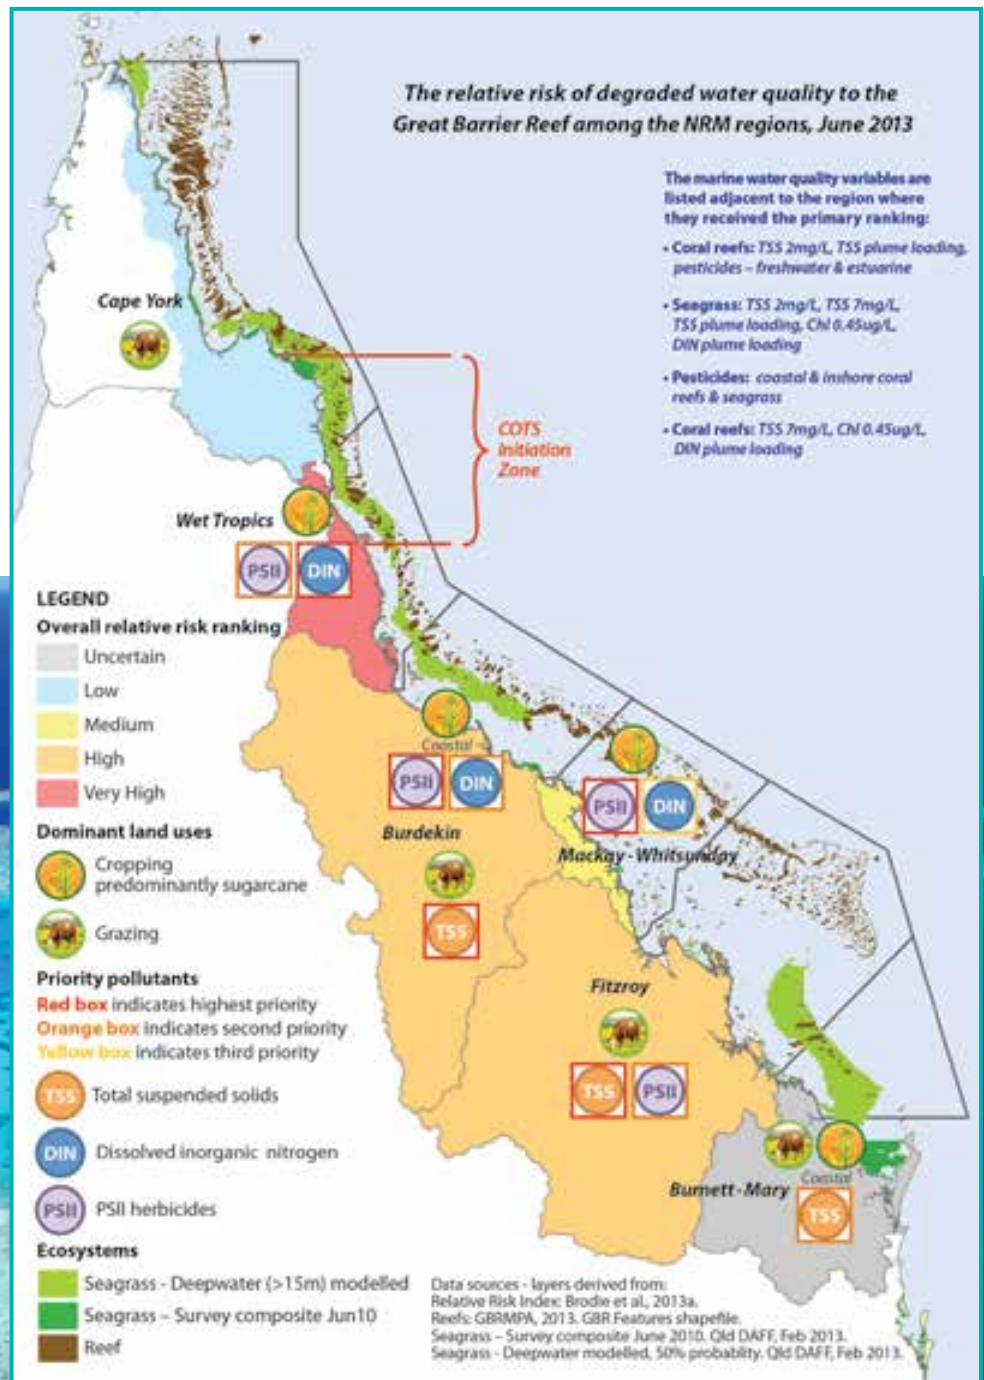 The relative risk of degraded water quality to the
Great Barrier Reef among the NRM regions, June 2013
The marine water quality variables are
listed adjacent to the region where
they received the primary ranking:
• Coral reefs: TSS 2mg/L, TSS plume loading,
pesticides – freshwater & estuarine
• Seagrass: TSS 2mg/L, TSS 7mg/L,
TSS plume loading, Chl 0.45ug/L,
DIN plume loading
• Pesticides: coastal & inshore coral
reefs & seagrass
• Coral reefs: TSS 7mg/L, Chl 0.45ug/L,
DIN plume loading
Cape York
COTS
Initiation
Zone
Wet Tropics
PSII DIN
Coastal
PSII DIN
Burdekin
TSS
PSII DIN
Mackay-Whitsunday
Fitzroy
TSS PSII
Coastal
Burnett-Mary
TSS
LEGEND
Overall relative risk ranking
Uncertain
Low
Medium
High
Very High
Dominant land uses
Cropping
predominantly sugarcane
Grazing
Priority pollutants
Red box indicates highest priority
Orange box indicates second priority
Yellow box indicates third priority
TSS Total suspended solids
DIN Dissolved inorganic nitrogen
PSII PSII herbicides
Ecosystems
Seagrass - Deepwater (>15m) modelled
Seagrass – Survey composite Jun10
Reef
Data sources - layers derived from:
Relative Risk Index: Brodie et al., 2013a.
Reefs: GBRMPA, 2013. GBR Features shapefile.
Seagrass – Survey composite June 2010. Qld DAFF, Feb 2013.
Seagrass - Deepwater modelled, 50% probablity. Qld DAFF, Feb 2013.